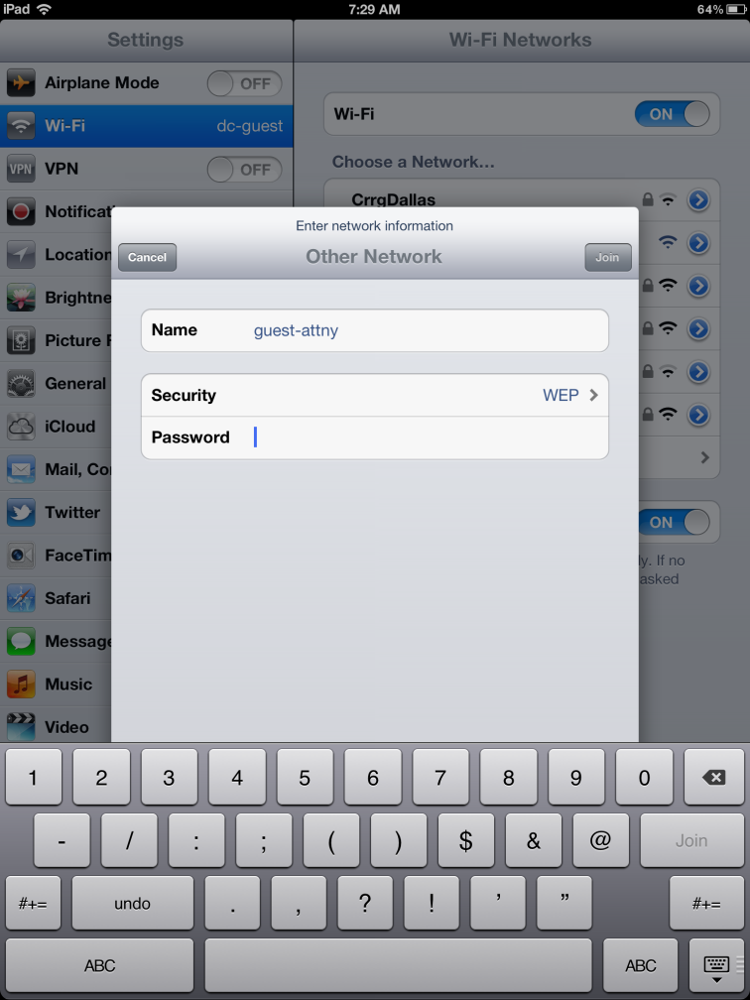 iPad 7:29 AM 64%
Settings
Wi-Fi Networks
Airplane Mode OFF
Wi-Fi dc-guest
VPN VPN OFF
Notificat
Location
Brightne
Picture F
General
iCloud
Mail, Co
Twitter
FaceTim
Safari
Message
Music
Video
Wi-Fi ON
Choose a Network...
CrrgDallas
ON
ly. If no
asked
Enter network information
Cancel Other Network Join
Name guest-attny
Security WEP
Password
1 2 3 4 5 6 7 8 9 0
- / : ; ( ) $ & @ Join
#+= undo . , ? ! ’ ” #+=
ABC ABC